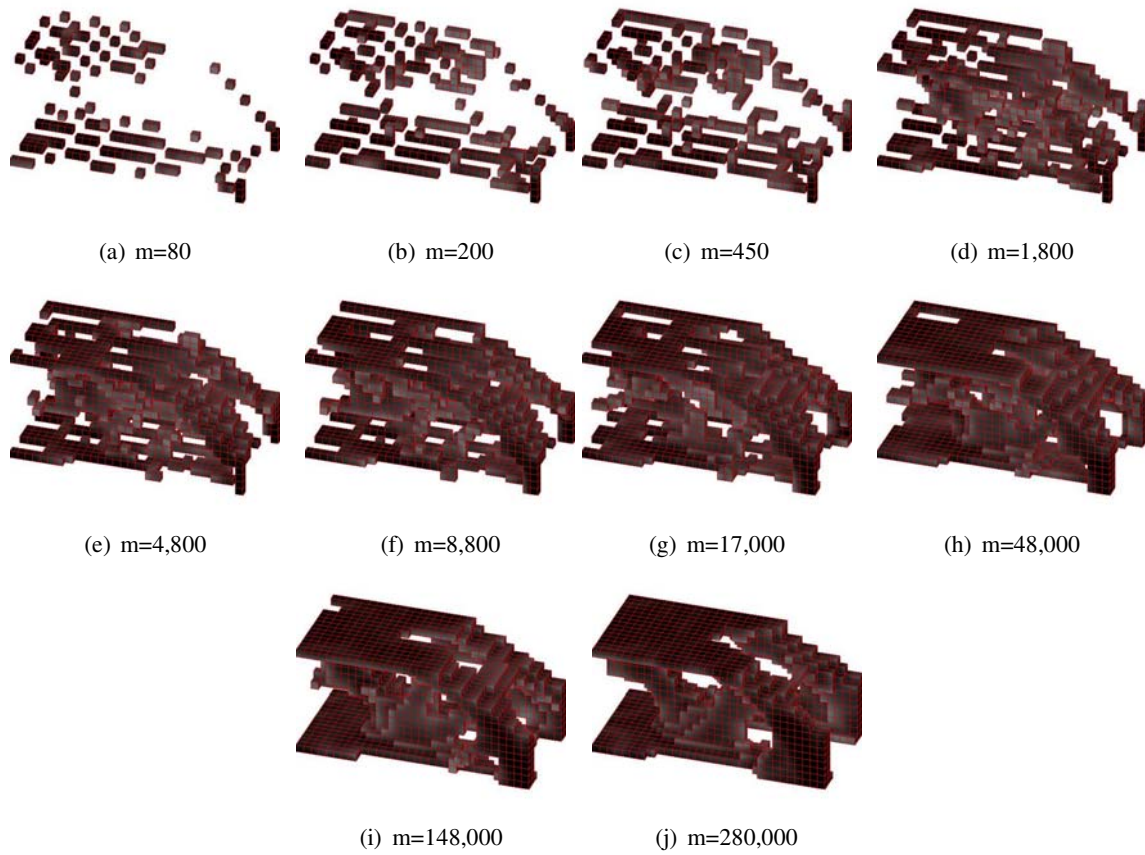 (a) m=80
(b) m=200
(c) m=450
(d) m=1,800
(e) m=4,800
(f) m=8,800
(g) m=17,000
(h) m=48,000
(i) m=148,000
(j) m=280,000